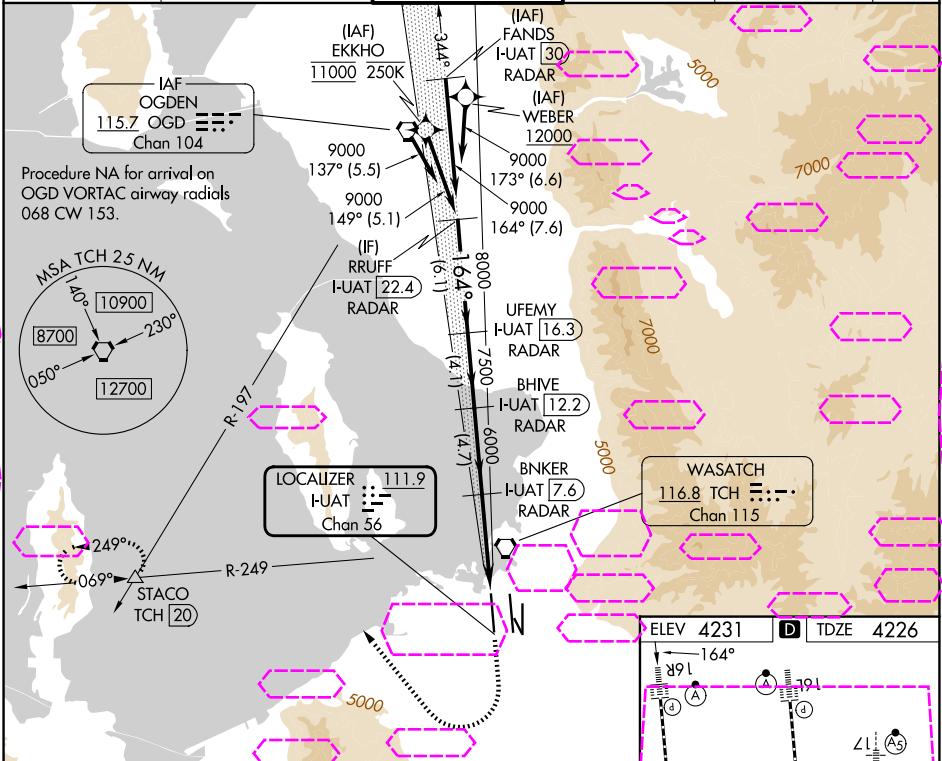 (IAF)
FANDS
I-UAT 30
RADAR
(IAF)
EKKHO
11000 250K
344°
5000
IAF
OGDEN
115.7 OGD
Chan 104
(IAF)
WEBER
12000
9000
137° (5.5)
9000
173° (6.6)
7000
Procedure NA for arrival on
OGD VORTAC airway radials
068 CW 153.
9000
149° (5.1)
9000
164° (7.6)
(IF)
RRUFF
I-UAT 22.4
RADAR
164°
(6.1)
8000
MSA TCH 25 NM
140°
10900
8700
230°
050°
12700
UFEMY
I-UAT 16.3
RADAR
7000
(4.1)
7500
R-197
BHIVE
I-UAT 12.2
RADAR
(4.7)
6000
5000
LOCALIZER 111.9
I-UAT
Chan 56
BNKER
I-UAT 7.6
RADAR
WASATCH
116.8 TCH
Chan 115
249°
069°
R-249
STACO
TCH 20
5000
ELEV 4231
D
TDZE 4226
164°
16R
16L
A
A
P
P
17
A5